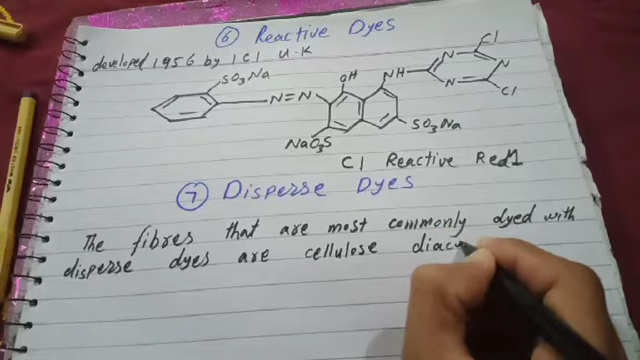 ⑥ Reactive Dyes
developed 1956 by ICI U.K
SO3Na
N=N
OH
NH
N
Cl
N
N
Cl
NaO3S
SO3Na
CI Reactive Red1
⑦ Disperse Dyes
The fibres that are most commonly dyed with
disperse dyes are cellulose diac